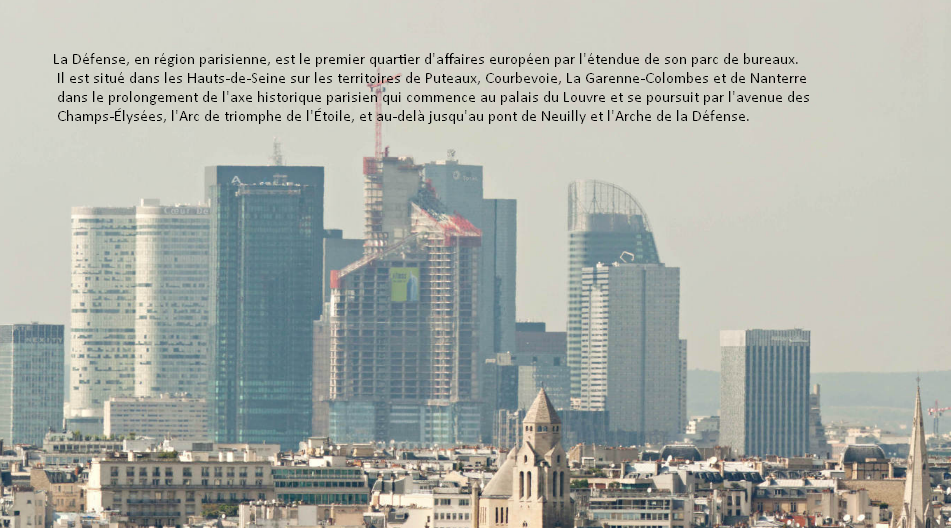 La Défense, en région parisienne, est le premier quartier d'affaires européen par l'étendue de son parc de bureaux.
Il est situé dans les Hauts-de-Seine sur les territoires de Puteaux, Courbevoie, La Garenne-Colombes et de Nanterre
dans le prolongement de l'axe historique parisien qui commence au palais du Louvre et se poursuit par l'avenue des
Champs-Élysées, l'Arc de triomphe de l'Étoile, et au-delà jusqu'au pont de Neuilly et l'Arche de la Défense.